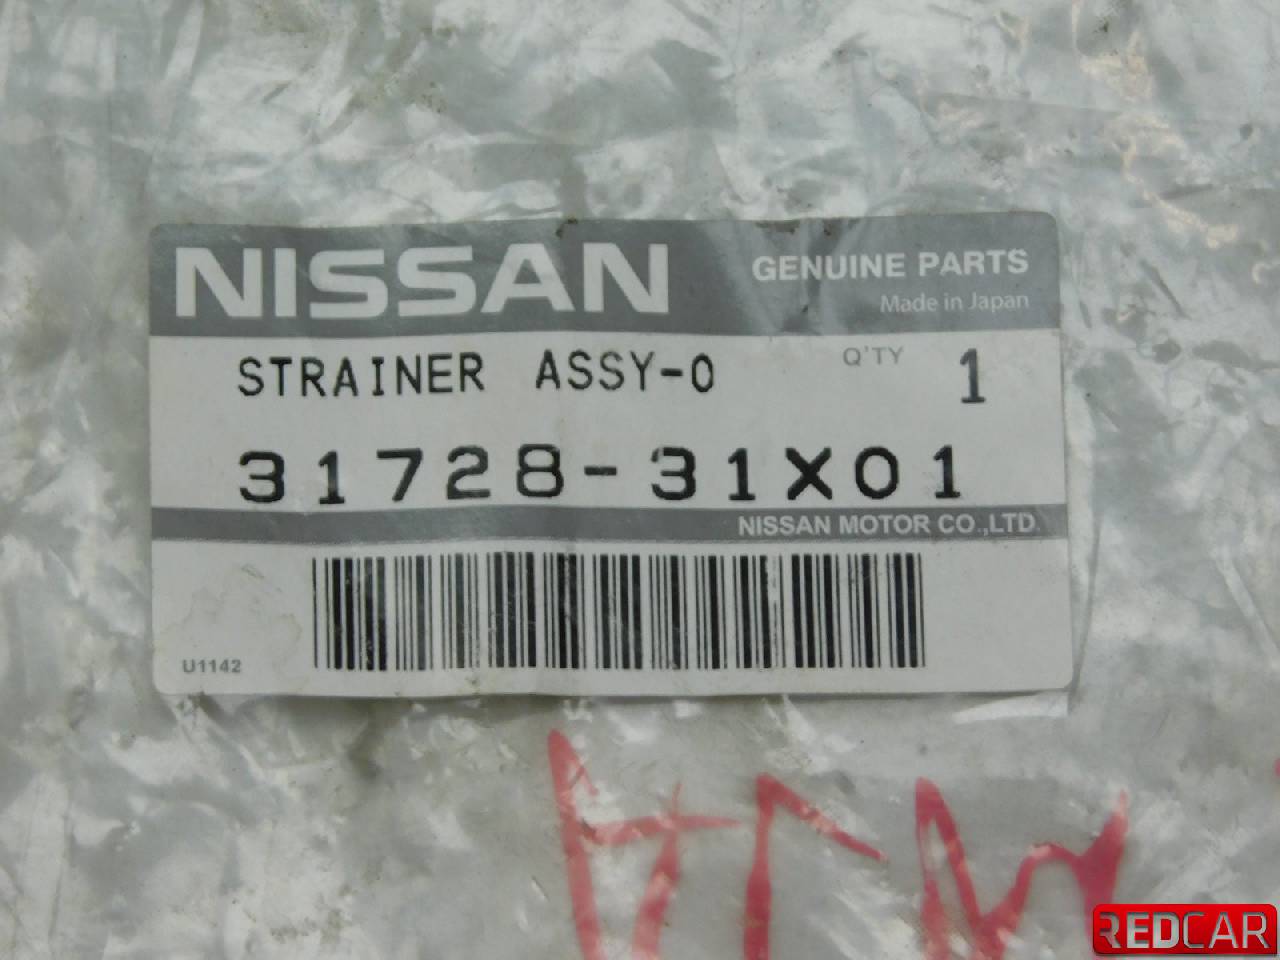 NISSAN
GENUINE PARTS
Made in Japan
STRAINER ASSY-O
Q'TY 1
31728-31X01
NISSAN MOTOR CO.,LTD.
U1142
REDCAR